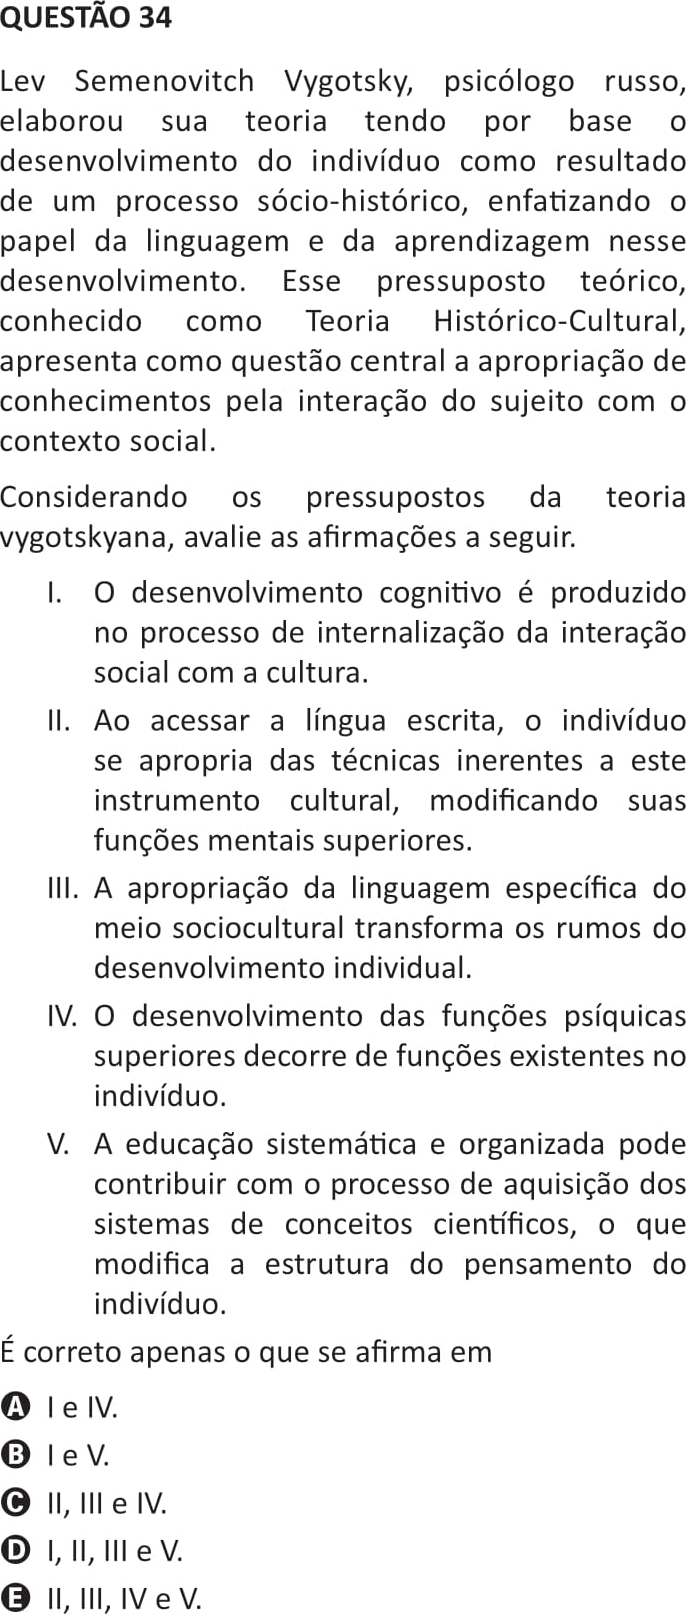 QUESTÃO 34
Lev Semenovitch Vygotsky, psicólogo russo,
elaborou sua teoria tendo por base o
desenvolvimento do indivíduo como resultado
de um processo sócio-histórico, enfatizando o
papel da linguagem e da aprendizagem nesse
desenvolvimento. Esse pressuposto teórico,
conhecido como Teoria Histórico-Cultural,
apresenta como questão central a apropriação de
conhecimentos pela interação do sujeito com o
contexto social.
Considerando os pressupostos da teoria
vygotskyana, avalie as afirmações a seguir.
I. O desenvolvimento cognitivo é produzido
no processo de internalização da interação
social com a cultura.
II. Ao acessar a língua escrita, o indivíduo
se apropria das técnicas inerentes a este
instrumento cultural, modificando suas
funções mentais superiores.
III. A apropriação da linguagem específica do
meio sociocultural transforma os rumos do
desenvolvimento individual.
IV. O desenvolvimento das funções psíquicas
superiores decorre de funções existentes no
indivíduo.
V. A educação sistemática e organizada pode
contribuir com o processo de aquisição dos
sistemas de conceitos científicos, o que
modifica a estrutura do pensamento do
indivíduo.
É correto apenas o que se afirma em
A I e IV.
B I e V.
C II, III e IV.
D I, II, III e V.
E II, III, IV e V.